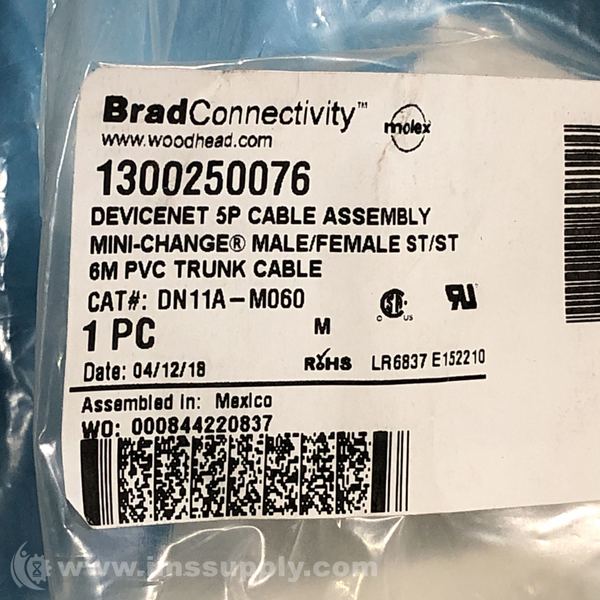 BradConnectivity™ molex
www.woodhead.com
1300250076
DEVICENET 5P CABLE ASSEMBLY
MINI-CHANGE® MALE/FEMALE ST/ST
6M PVC TRUNK CABLE
CAT#: DN11A-M060
1 PC M
Date: 04/12/18 RoHS LR6837 E152210
Assembled in: Mexico
WO: 000844220837
www.imssupply.com